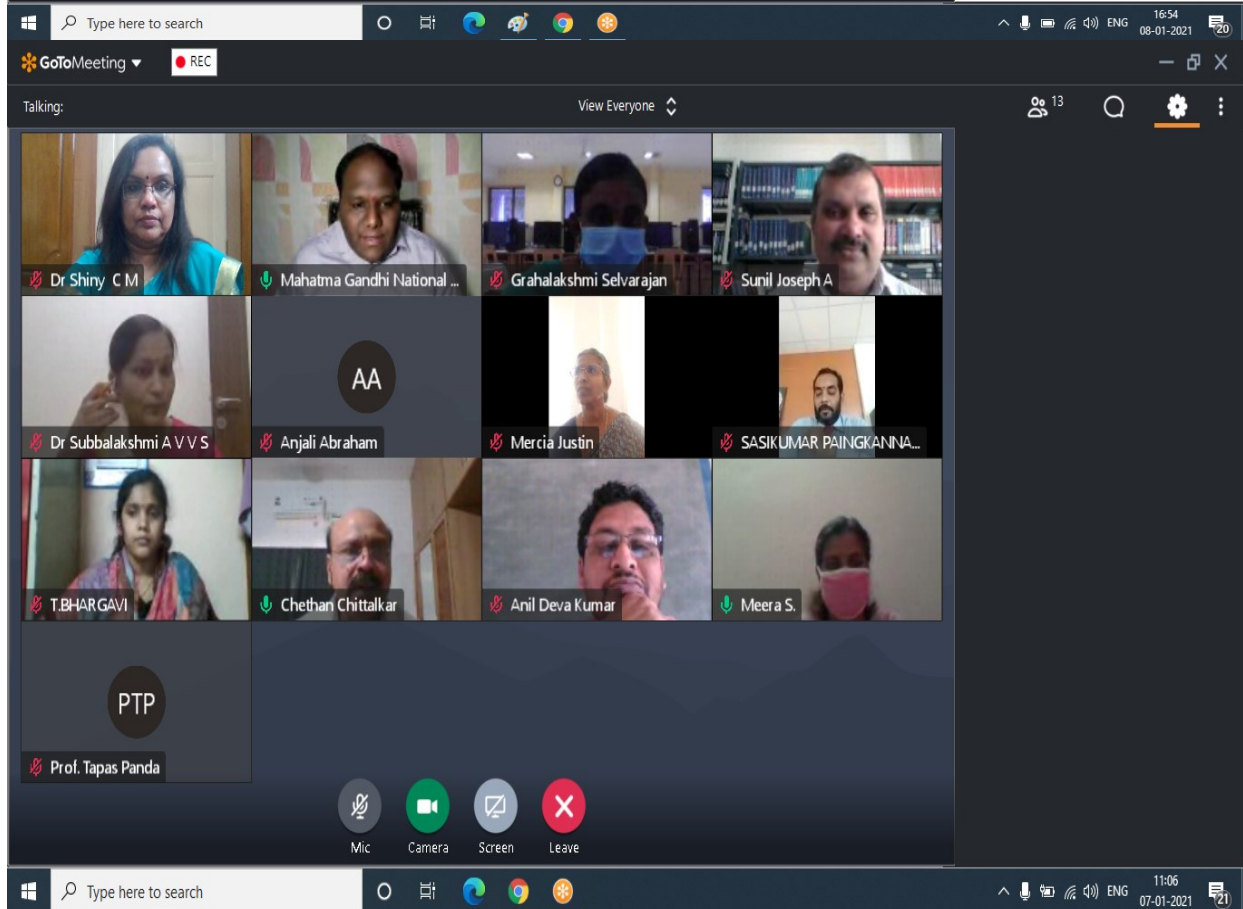 Type here to search
ENG
16:54
08-01-2021
20
GoToMeeting
REC
Talking:
View Everyone
13
Dr Shiny C M
Mahatma Gandhi National ...
Grahalakshmi Selvarajan
Sunil Joseph A
Dr Subbalakshmi A V V S
AA
Anjali Abraham
Mercia Justin
SASIKUMAR PAINGKANNA...
T.BHARGAVI
Chethan Chittalkar
Anil Deva Kumar
Meera S.
PTP
Prof. Tapas Panda
Mic
Camera
Screen
Leave
Type here to search
ENG
11:06
07-01-2021
21